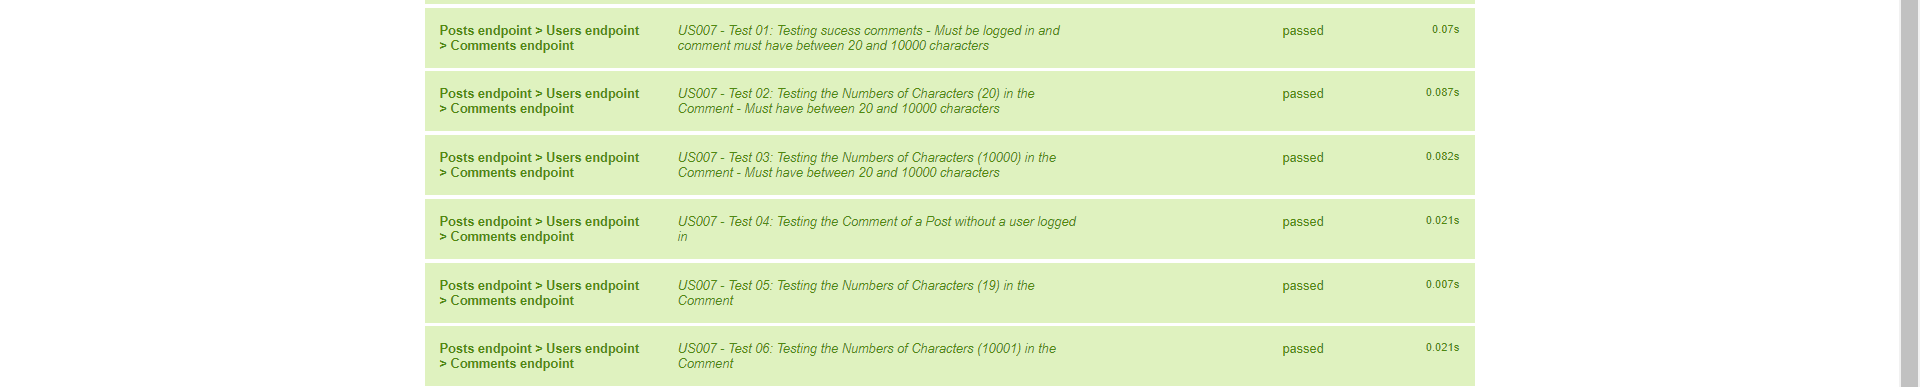 Posts endpoint > Users endpoint
> Comments endpoint
US007 - Test 01: Testing sucess comments - Must be logged in and
comment must have between 20 and 10000 characters
passed
0.07s
Posts endpoint > Users endpoint
> Comments endpoint
US007 - Test 02: Testing the Numbers of Characters (20) in the
Comment - Must have between 20 and 10000 characters
passed
0.087s
Posts endpoint > Users endpoint
> Comments endpoint
US007 - Test 03: Testing the Numbers of Characters (10000) in the
Comment - Must have between 20 and 10000 characters
passed
0.082s
Posts endpoint > Users endpoint
> Comments endpoint
US007 - Test 04: Testing the Comment of a Post without a user logged
in
passed
0.021s
Posts endpoint > Users endpoint
> Comments endpoint
US007 - Test 05: Testing the Numbers of Characters (19) in the
Comment
passed
0.007s
Posts endpoint > Users endpoint
> Comments endpoint
US007 - Test 06: Testing the Numbers of Characters (10001) in the
Comment
passed
0.021s